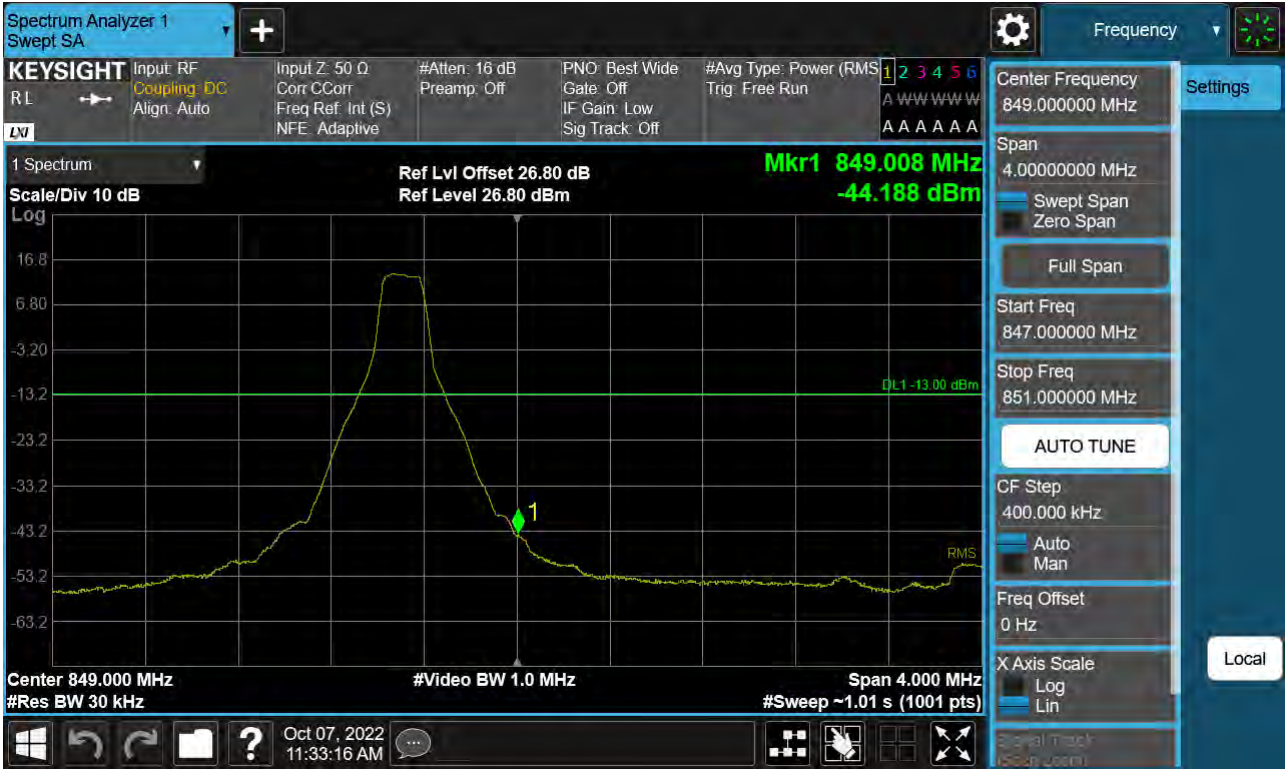 Spectrum Analyzer 1
Swept SA
+
Frequency
KEYSIGHT
RL
LXI
Input: RF
Coupling: DC
Align: Auto
Input Z: 50 Ω
Corr CCorr
Freq Ref: Int (S)
NFE: Adaptive
#Atten: 16 dB
Preamp: Off
PNO: Best Wide
Gate: Off
IF Gain: Low
Sig Track: Off
#Avg Type: Power (RMS
Trig: Free Run
1 2 3 4 5 6
A W W W W W
A A A A A A
1 Spectrum
Scale/Div 10 dB
Log
Ref Lvl Offset 26.80 dB
Ref Level 26.80 dBm
Mkr1 849.008 MHz
-44.188 dBm
16.8
6.80
-3.20
-13.2
-23.2
-33.2
-43.2
-53.2
-63.2
DL1 -13.00 dBm
1
RMS
Center 849.000 MHz
#Video BW 1.0 MHz
Span 4.000 MHz
#Res BW 30 kHz
#Sweep ~1.01 s (1001 pts)
Center Frequency
849.000000 MHz
Settings
Span
4.00000000 MHz
Swept Span
Zero Span
Full Span
Start Freq
847.000000 MHz
Stop Freq
851.000000 MHz
AUTO TUNE
CF Step
400.000 kHz
Auto
Man
Freq Offset
0 Hz
X Axis Scale
Log
Lin
Local
Signal Track
(Span Zoom)
?
Oct 07, 2022
11:33:16 AM